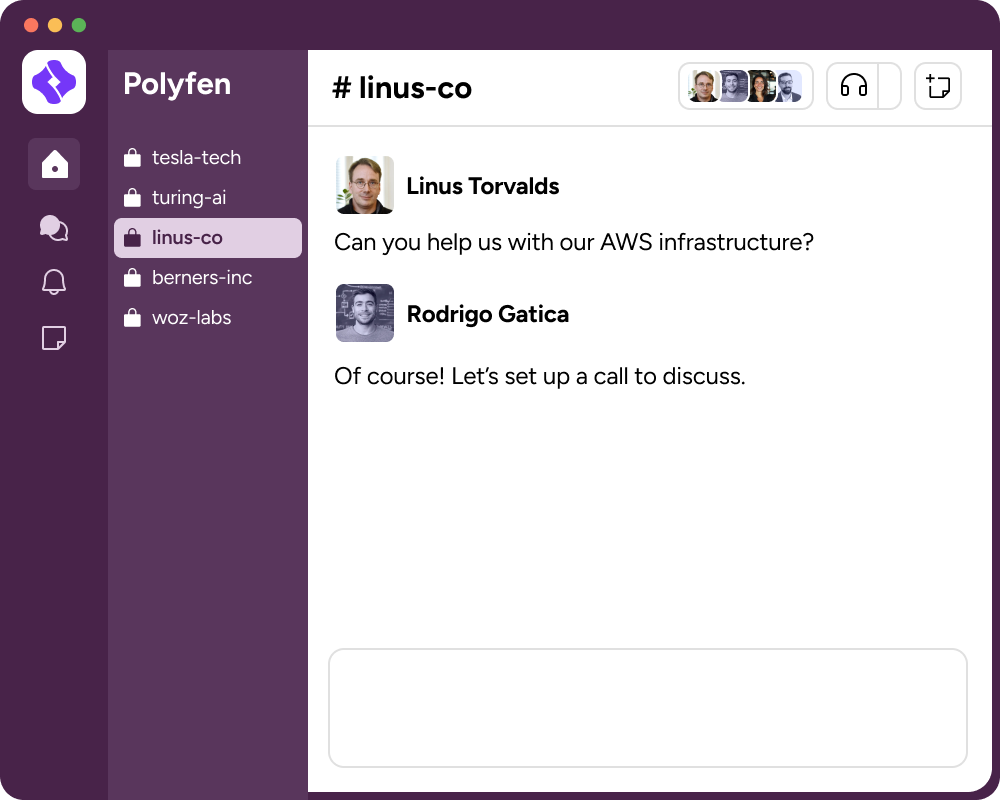 Polyfen
tesla-tech
turing-ai
linus-co
berners-inc
woz-labs
# linus-co
Linus Torvalds
Can you help us with our AWS infrastructure?
Rodrigo Gatica
Of course! Let’s set up a call to discuss.